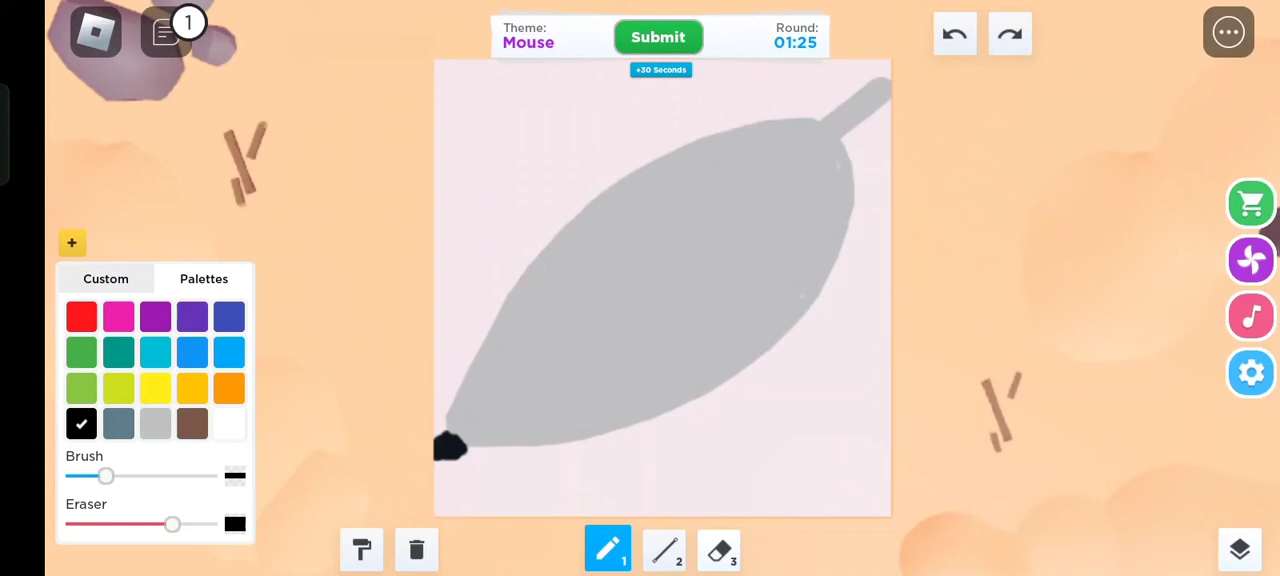 1
Theme:
Mouse
Submit
Round:
01:25
+30 Seconds
+
Custom
Palettes
Brush
Eraser
1
2
3